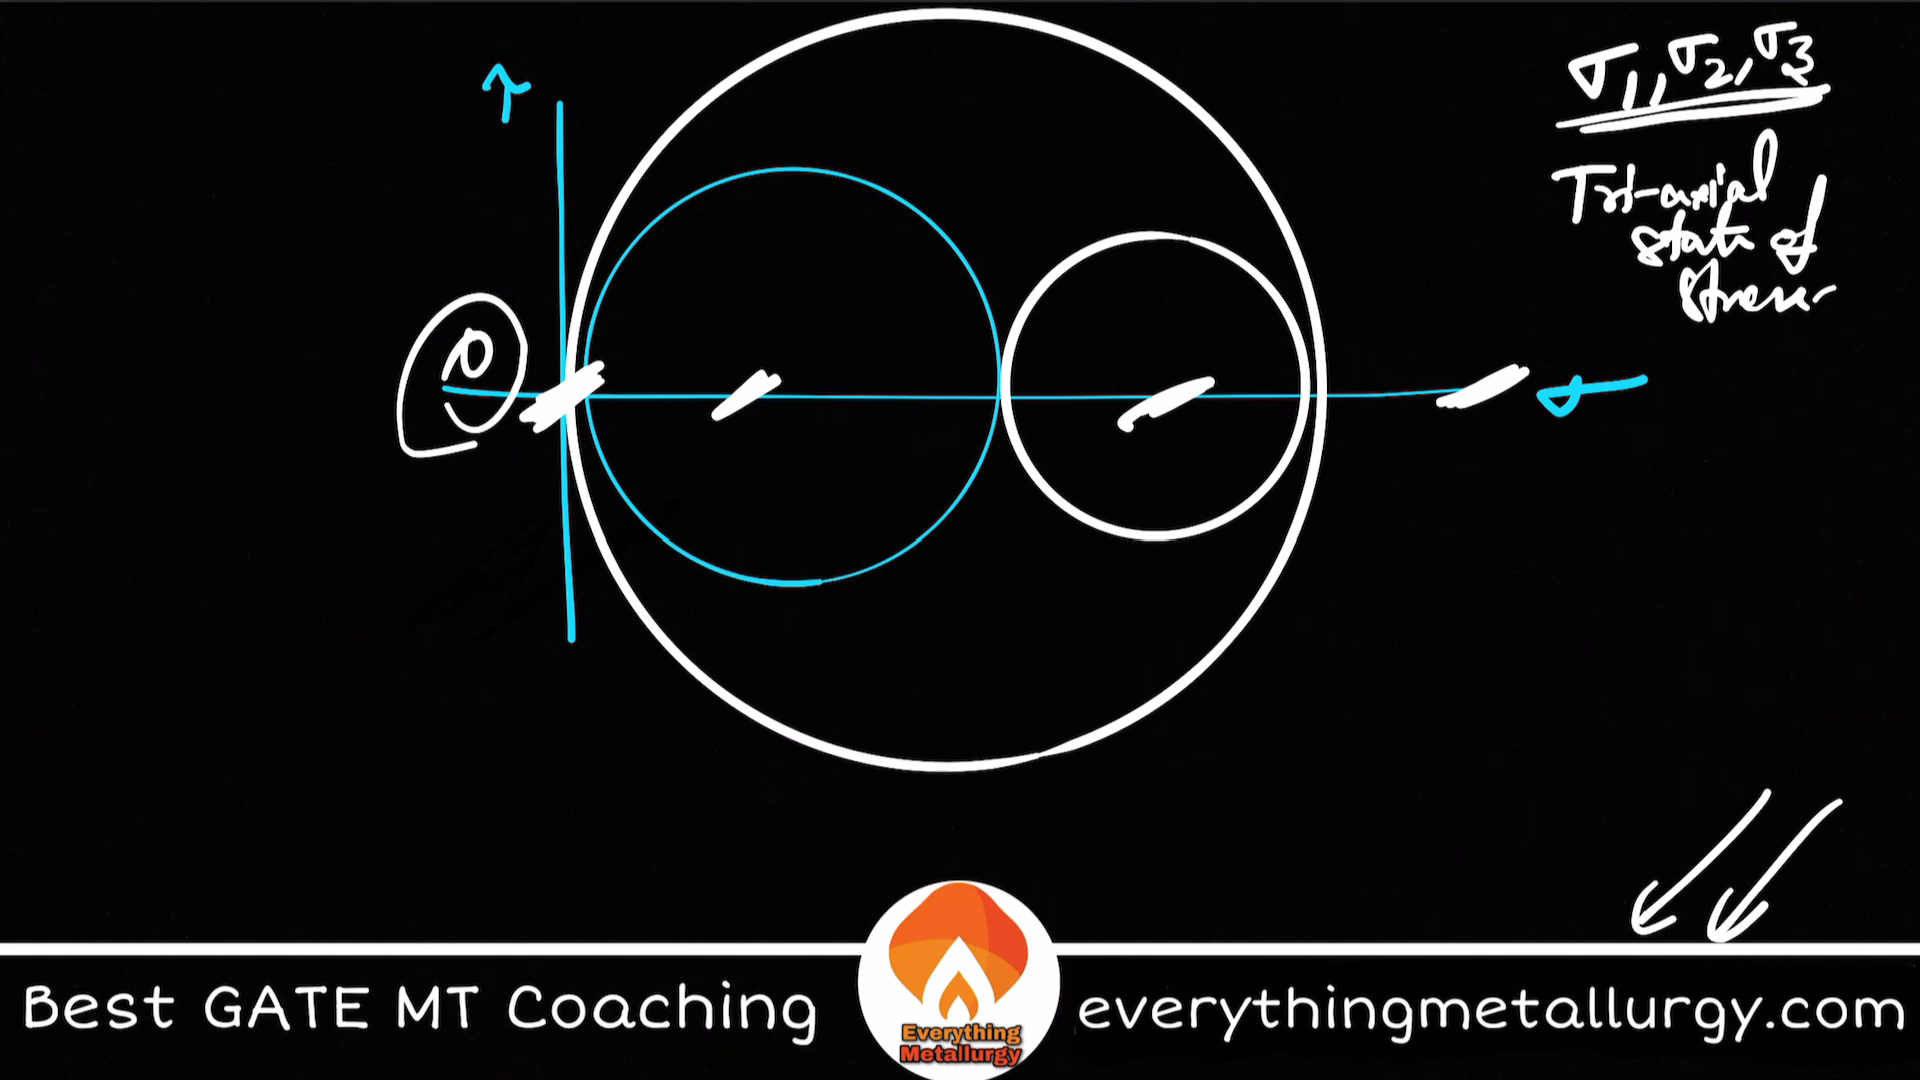 σ1, σ2, σ3
Tri-axial
state of
stress
τ
0
σ
Best GATE MT Coaching
Everything
Metallurgy
everythingmetallurgy.com